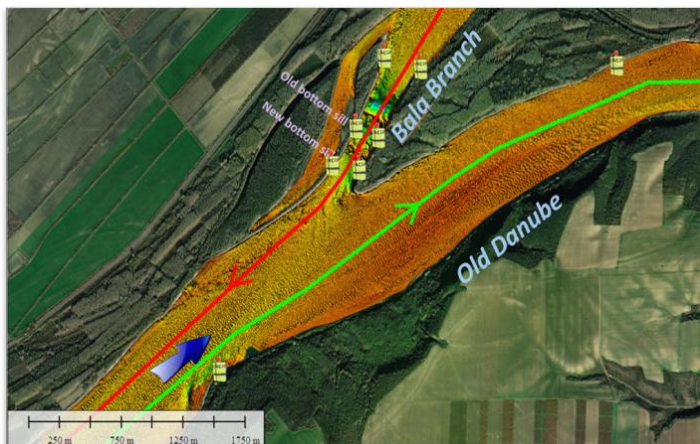 Old bottom sill
New bottom sill
Bala Branch
Old Danube
250 m
750 m
1250 m
1750 m